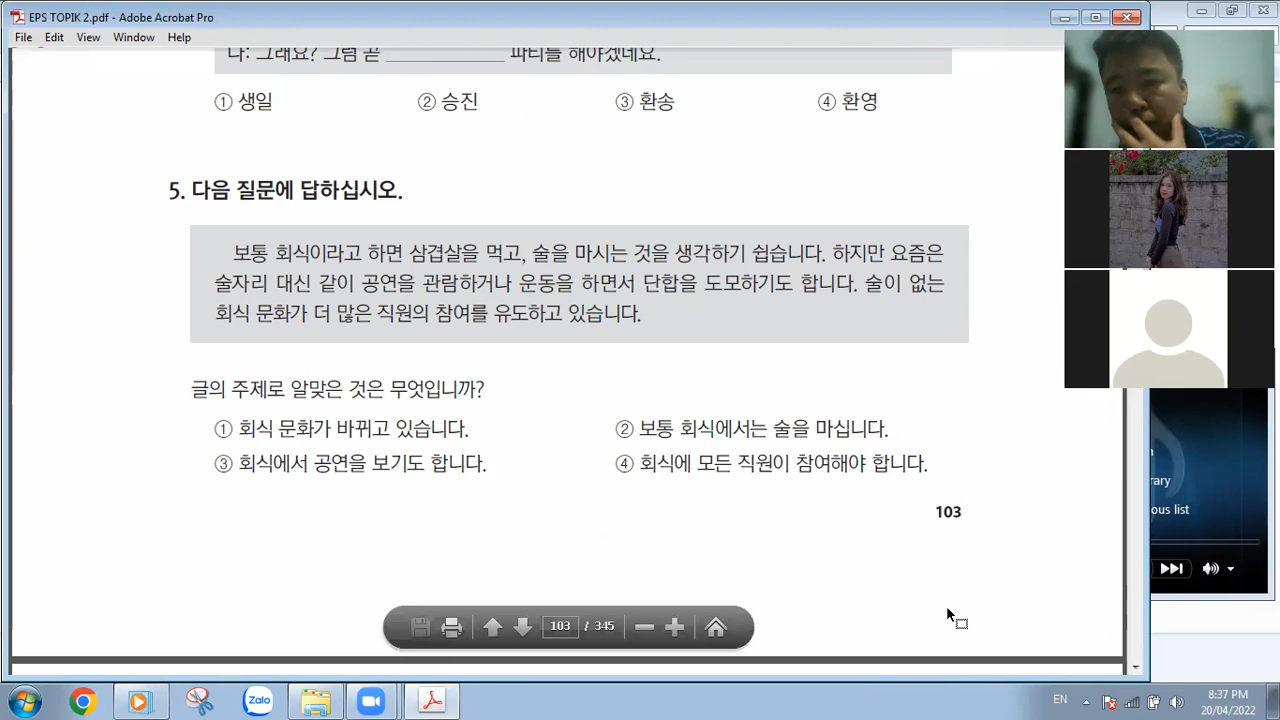 EPS TOPIK 2.pdf - Adobe Acrobat Pro
File Edit View Window Help
나: 그래요? 그럼 곧 ____________ 파티를 해야겠네요.
① 생일 ② 승진 ③ 환송 ④ 환영
5. 다음 질문에 답하십시오.
보통 회식이라고 하면 삼겹살을 먹고, 술을 마시는 것을 생각하기 쉽습니다. 하지만 요즘은
술자리 대신 같이 공연을 관람하거나 운동을 하면서 단합을 도모하기도 합니다. 술이 없는
회식 문화가 더 많은 직원의 참여를 유도하고 있습니다.
글의 주제로 알맞은 것은 무엇입니까?
① 회식 문화가 바뀌고 있습니다. ② 보통 회식에서는 술을 마십니다.
③ 회식에서 공연을 보기도 합니다. ④ 회식에 모든 직원이 참여해야 합니다.
103
103 / 345
rary
ous list
Zalo
EN
8:37 PM
20/04/2022